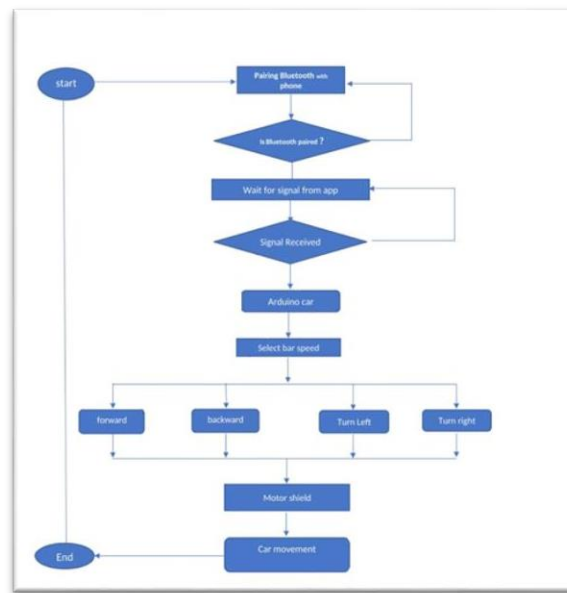 start
Pairing Bluetooth with
phone
Is Bluetooth paired ?
Wait for signal from app
Signal Received
Arduino car
Select bar speed
forward
backward
Turn Left
Turn right
Motor shield
Car movement
End